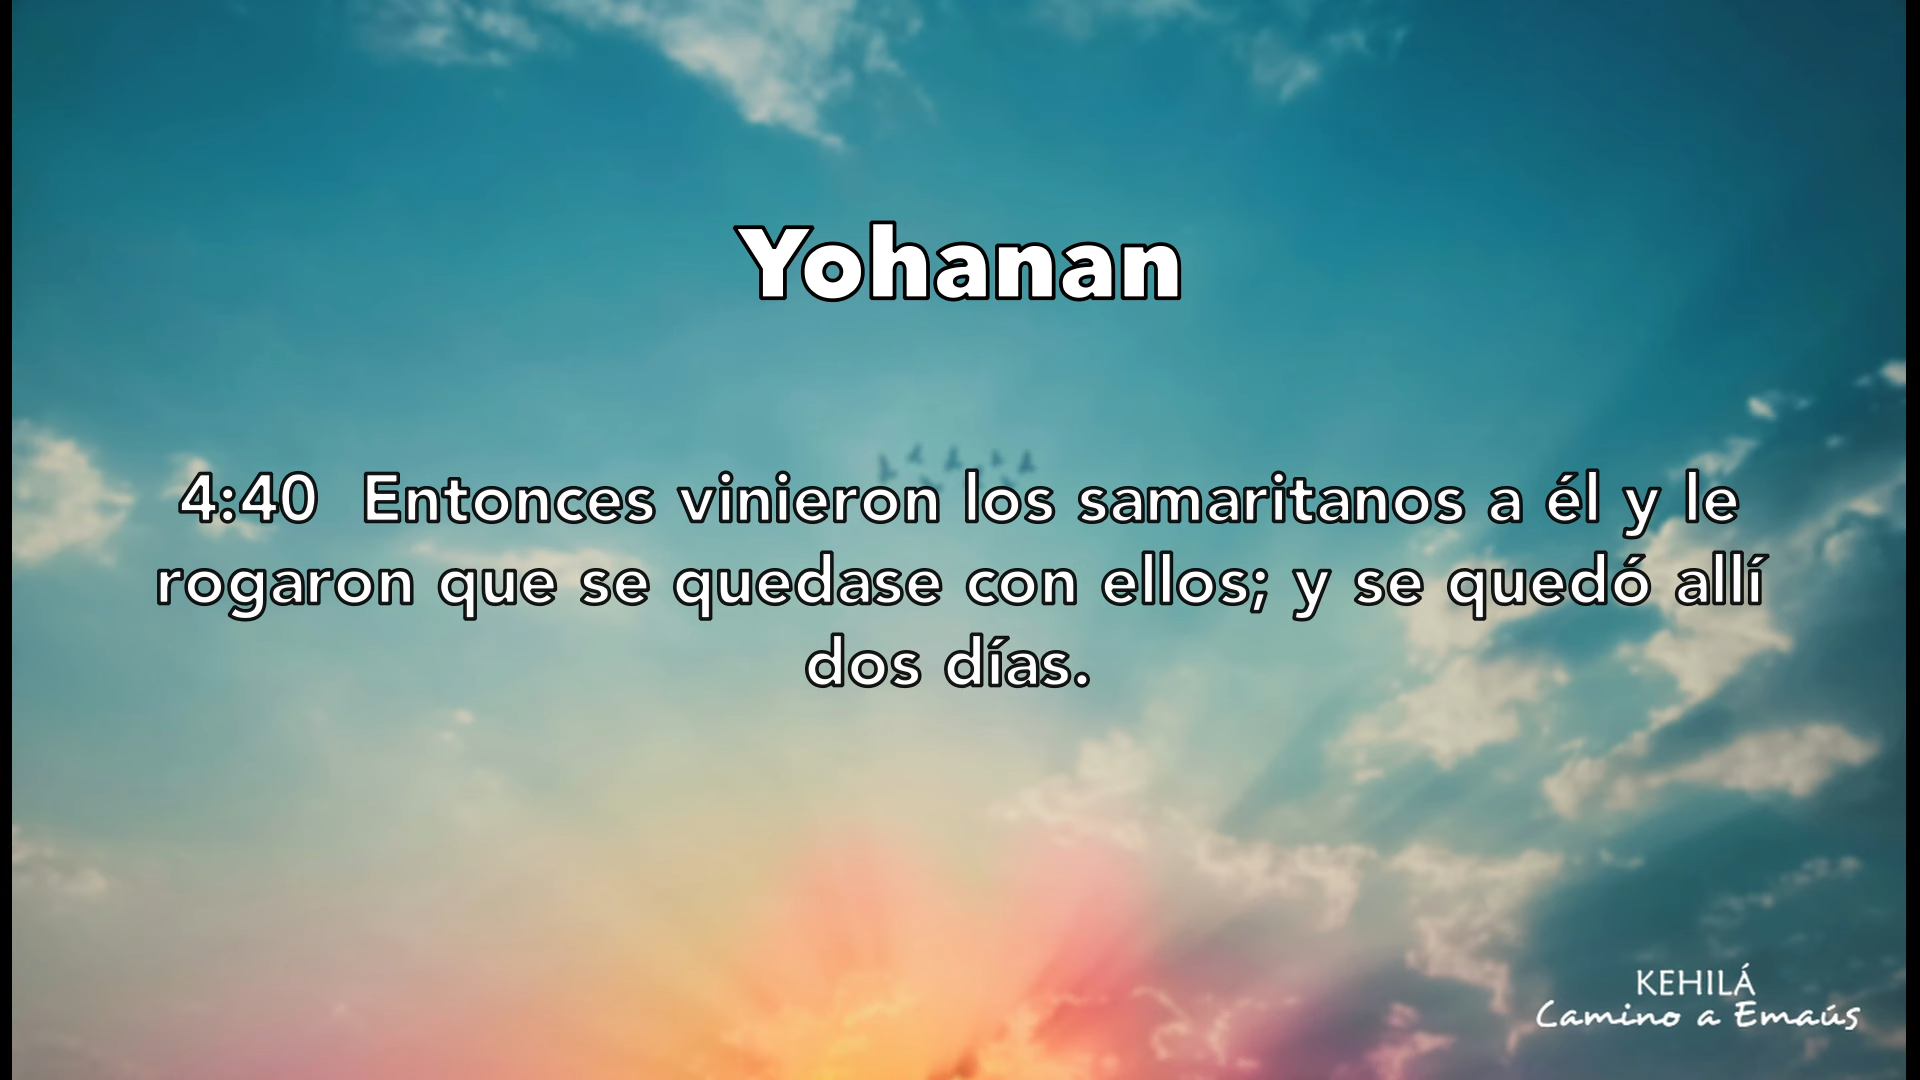 Yohanan
4:40  Entonces vinieron los samaritanos a él y le
rogaron que se quedase con ellos; y se quedó allí
dos días.
KEHILÁ
Camino a Emaús